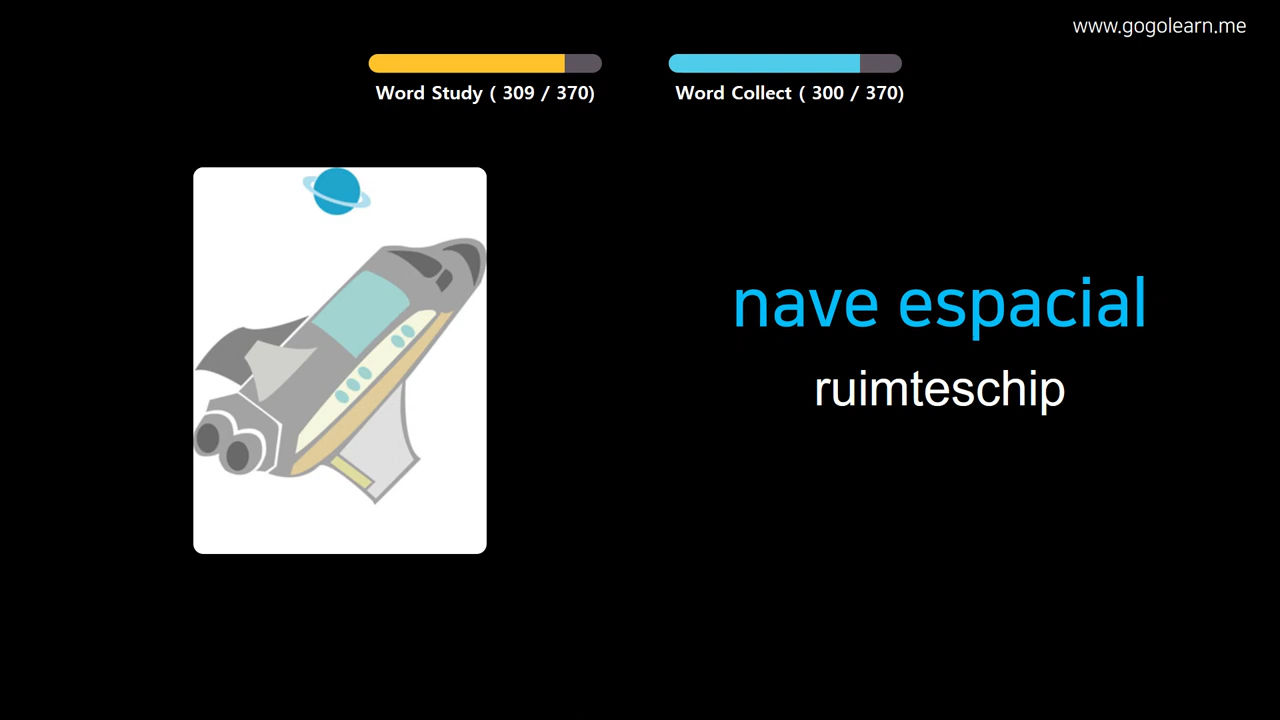 www.gogolearn.me
Word Study ( 309 / 370)
Word Collect ( 300 / 370)
nave espacial
ruimteschip